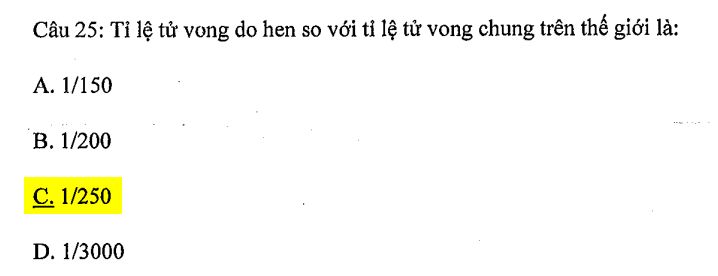 Câu 25: Tỉ lệ tử vong do hen so với tỉ lệ tử vong chung trên thế giới là:
A. 1/150
B. 1/200
C. 1/250
D. 1/3000